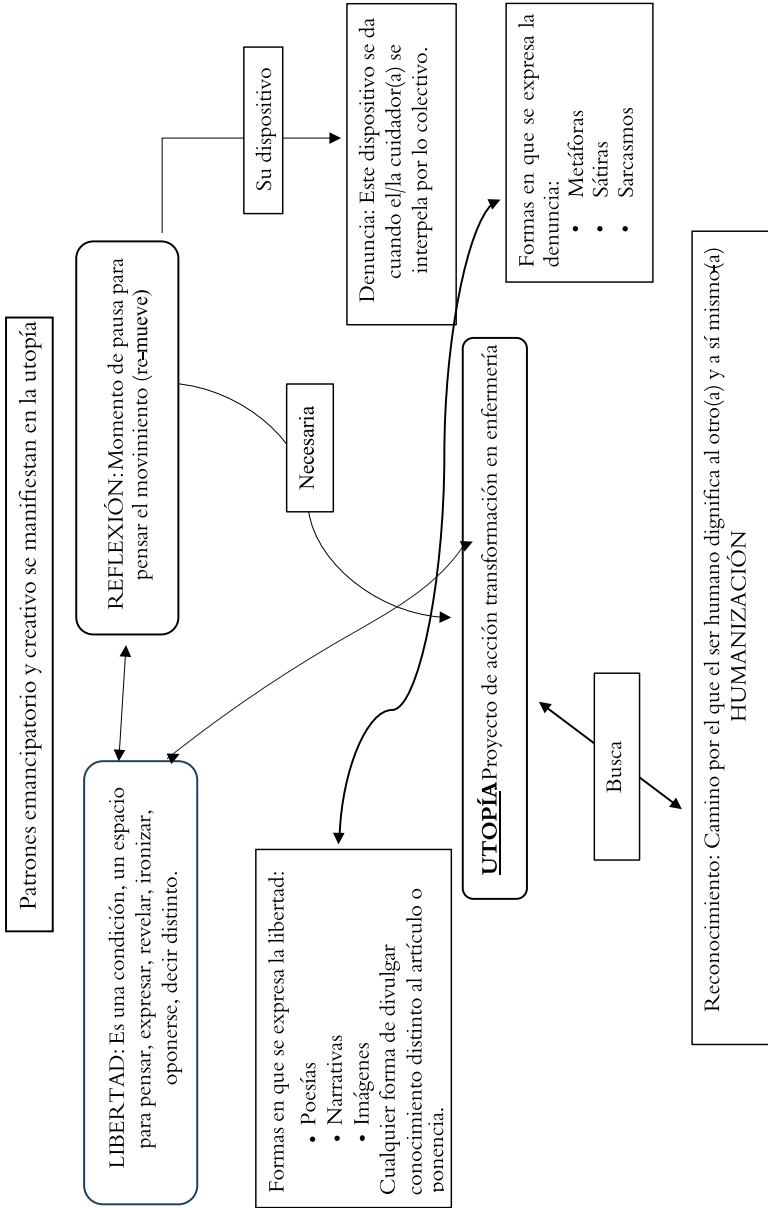 Patrones emancipatorio y creativo se manifiestan en la utopía
LIBERTAD: Es una condición, un espacio
para pensar, expresar, revelar, ironizar,
oponerse, decir distinto.
REFLEXIÓN:Momento de pausa para
pensar el movimiento (re-mueve)
Su dispositivo
Necesaria
Denuncia: Este dispositivo se da
cuando el/la cuidador(a) se
interpela por lo colectivo.
Formas en que se expresa la libertad:
• Poesías
• Narrativas
• Imágenes
Cualquier forma de divulgar
conocimiento distinto al artículo o
ponencia.
UTOPÍAProyecto de acción transformación en enfermería
Formas en que se expresa la
denuncia:
• Metáforas
• Sátiras
• Sarcasmos
Busca
Reconocimiento: Camino por el que el ser humano dignifica al otro(a) y a sí mismo(a)
HUMANIZACIÓN